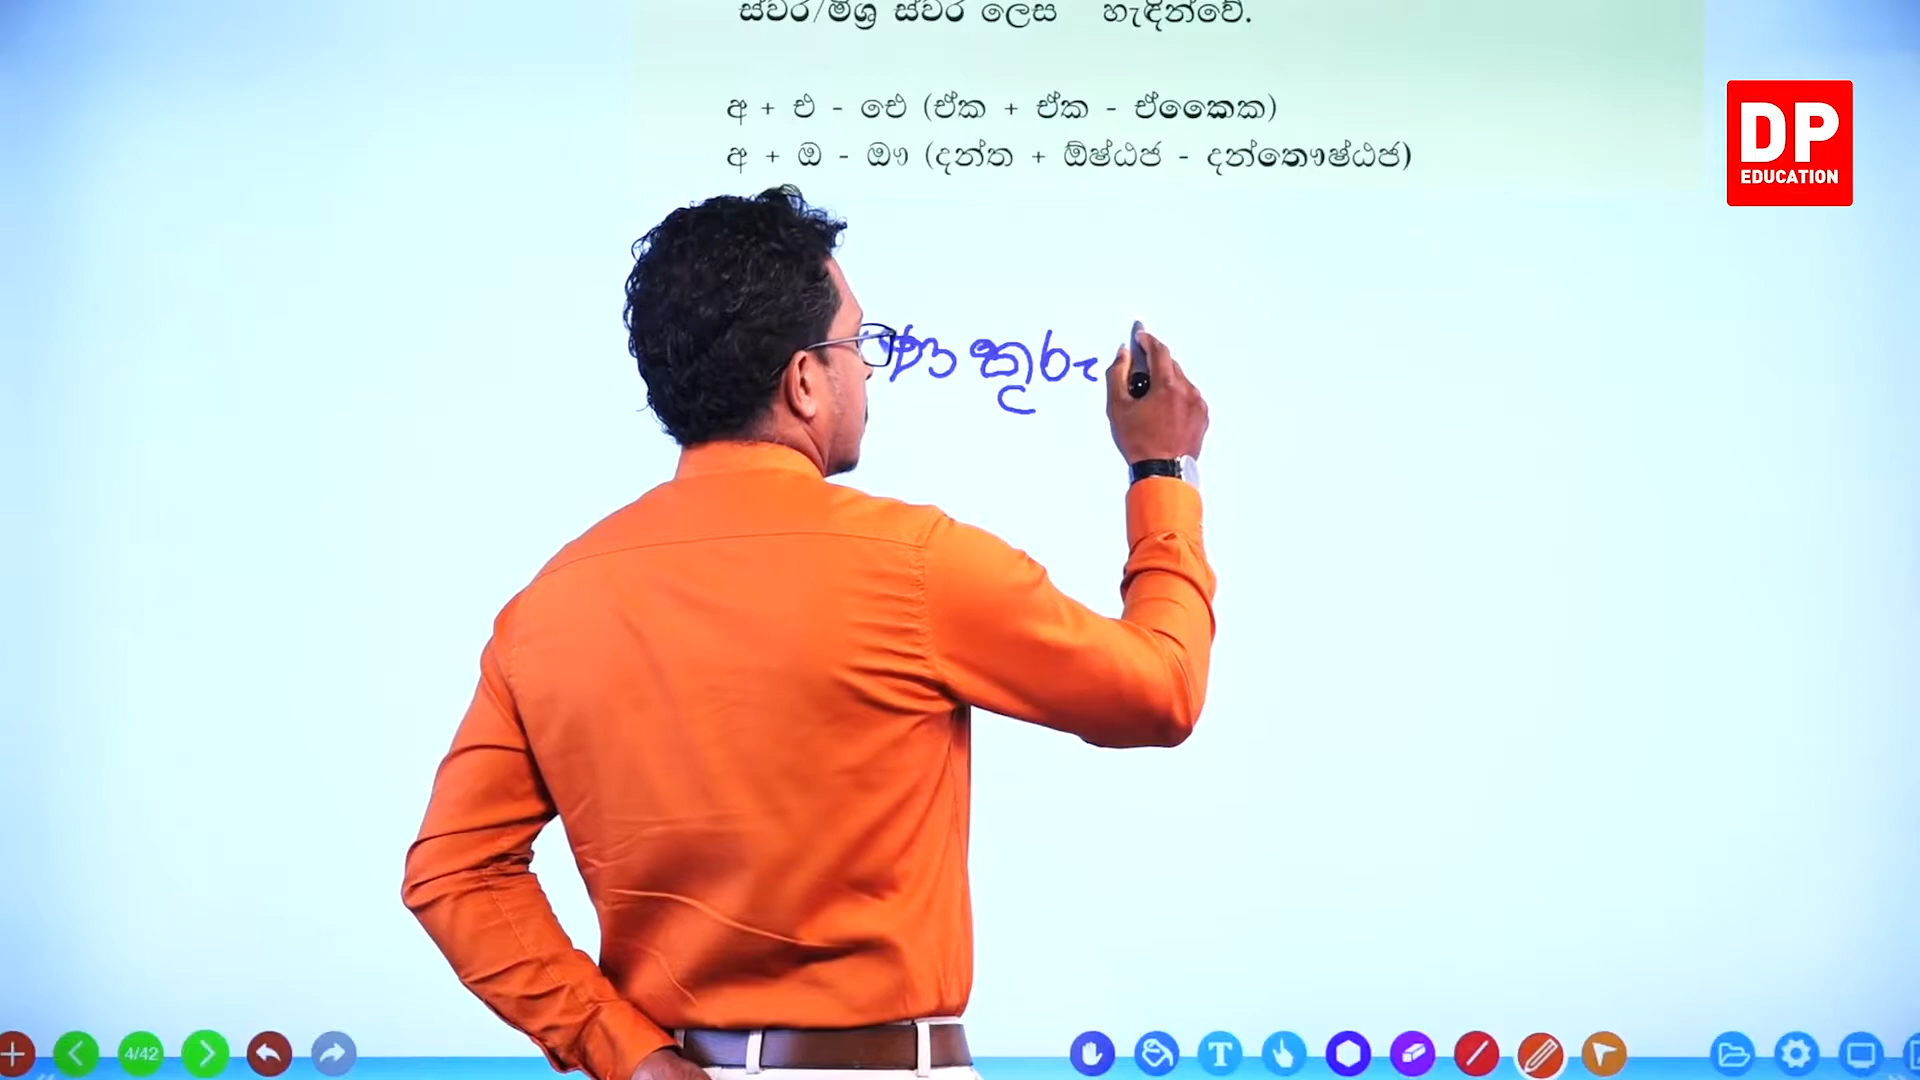 ස්වර/මිශ්‍ර ස්වර ලෙස හැඳින්වේ.
අ + එ - ඓ (ඒක + ඒක - ඒකෛක)
අ + ඔ - ඖ (දන්ත + ඕෂ්ඨජ - දන්තෞෂ්ඨජ)
DP
EDUCATION
4/42
T